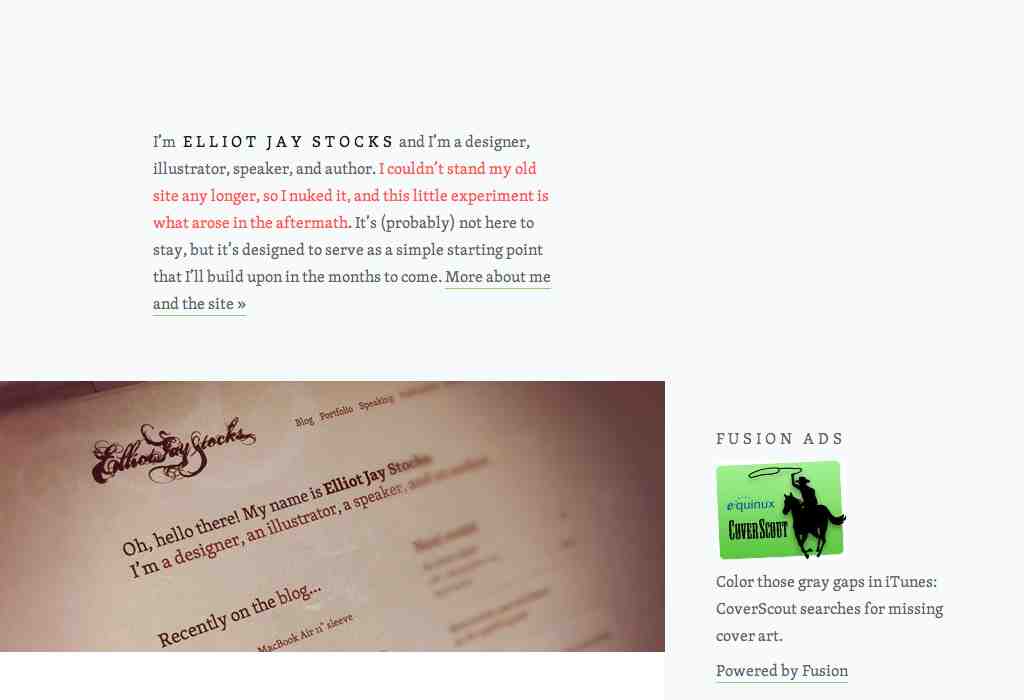 I’m ELLIOT JAY STOCKS and I’m a designer,
illustrator, speaker, and author. I couldn’t stand my old
site any longer, so I nuked it, and this little experiment is
what arose in the aftermath. It’s (probably) not here to
stay, but it’s designed to serve as a simple starting point
that I’ll build upon in the months to come. More about me
and the site »
Elliot Jay Stocks
Blog Portfolio Speaking
Oh, hello there! My name is Elliot Jay Stocks
I’m a designer, an illustrator, a speaker, and
Recently on the blog...
MacBook Air n’ sleeve
FUSION ADS
equinux
COVERSCOUT
Color those gray gaps in iTunes:
CoverScout searches for missing
cover art.
Powered by Fusion